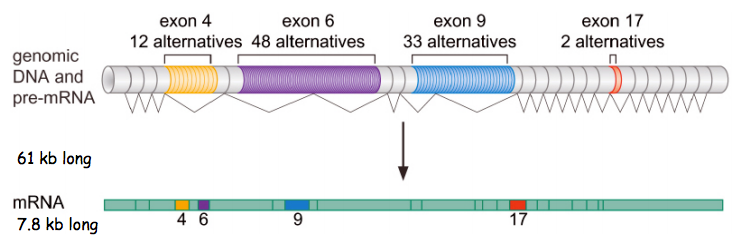 exon 4
12 alternatives
exon 6
48 alternatives
exon 9
33 alternatives
exon 17
2 alternatives
genomic
DNA and
pre-mRNA
61 kb long
mRNA
7.8 kb long
4
6
9
17